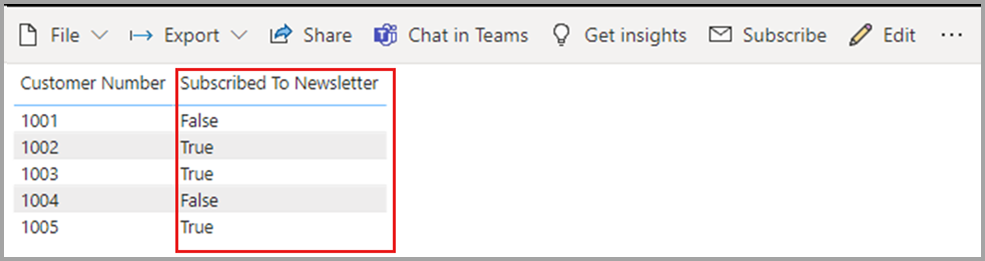 File Export Share Chat in Teams Get insights Subscribe Edit ...
Customer Number Subscribed To Newsletter
1001 False
1002 True
1003 True
1004 False
1005 True